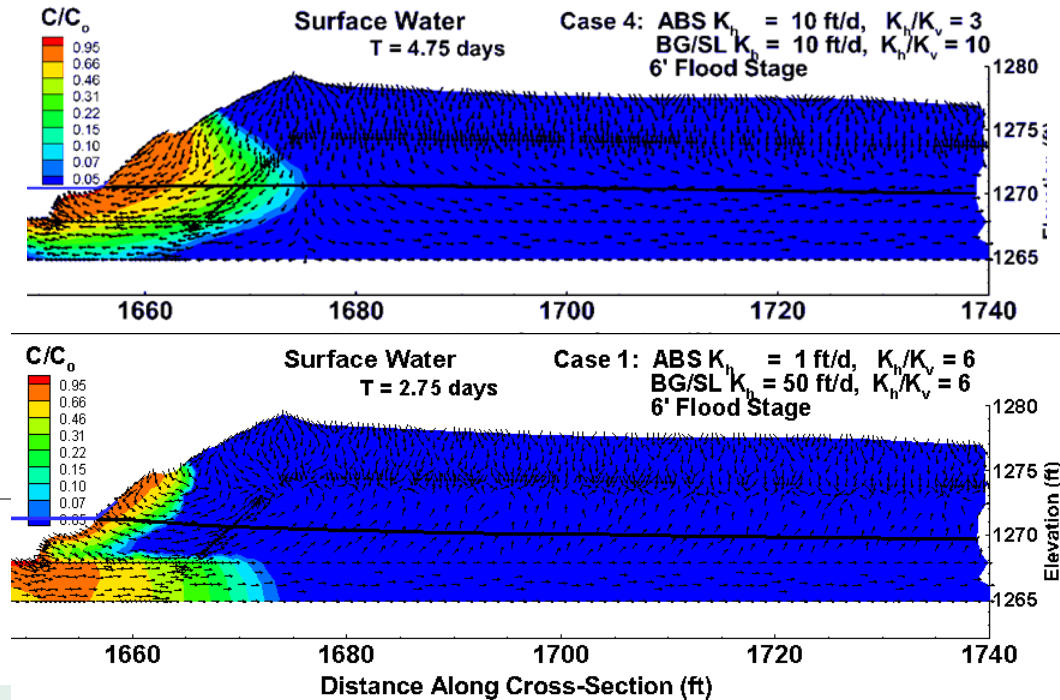 C/Co
Surface Water
T = 4.75 days
Case 4: ABS Kh = 10 ft/d, Kh/Kv = 3
BG/SL Kh = 10 ft/d, Kh/Kv = 10
6' Flood Stage
0.95
0.66
0.46
0.31
0.22
0.15
0.10
0.07
0.05
1280
1275
1270
1265
1660
1680
1700
1720
1740
C/Co
Surface Water
T = 2.75 days
Case 1: ABS Kh = 1 ft/d, Kh/Kv = 6
BG/SL Kh = 50 ft/d, Kh/Kv = 6
6' Flood Stage
0.95
0.66
0.46
0.31
0.22
0.15
0.10
0.07
0.05
1280
1275
1270
1265
Elevation (ft)
1660
1680
1700
1720
1740
Distance Along Cross-Section (ft)